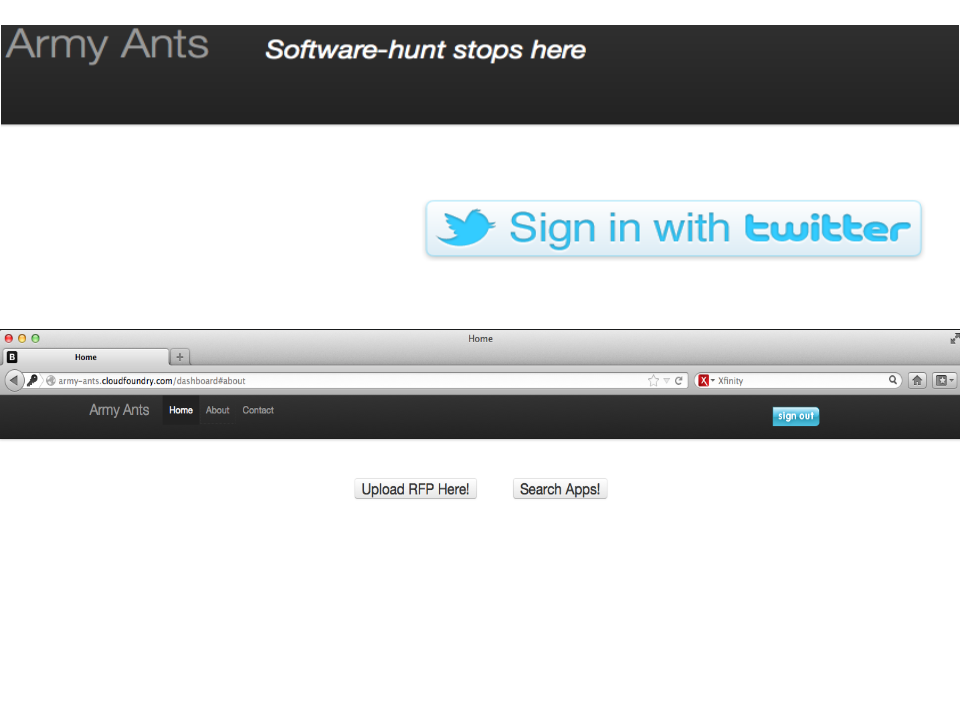 Army Ants Software-hunt stops here
Sign in with twitter
Home
B Home +
army-ants.cloudfoundry.com/dashboard#about X Xfinity
Army Ants Home About Contact sign out
Upload RFP Here! Search Apps!